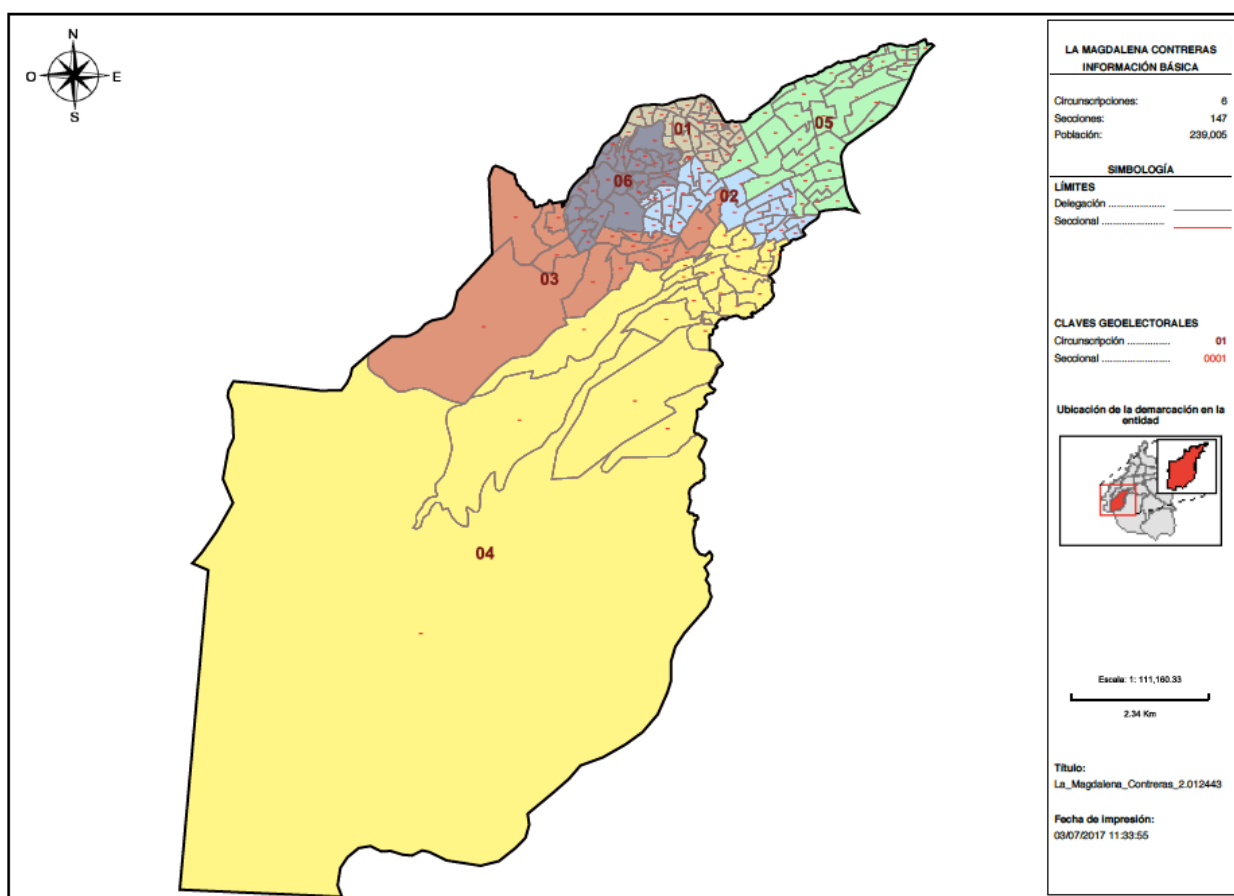 N
O
E
S
01
05
06
02
03
04
LA MAGDALENA CONTRERAS
INFORMACIÓN BÁSICA
Circunscripciones: 6
Secciones: 147
Población: 239,005
SIMBOLOGÍA
LÍMITES
Delegación .....................
Seccional .......................
CLAVES GEOELECTORALES
Circunscripción ............... 01
Seccional ......................... 0001
Ubicación de la demarcación en la
entidad
Escala: 1: 111,160.33
2.34 Km
Título:
La_Magdalena_Contreras_2.012443
Fecha de impresión:
03/07/2017 11:33:55